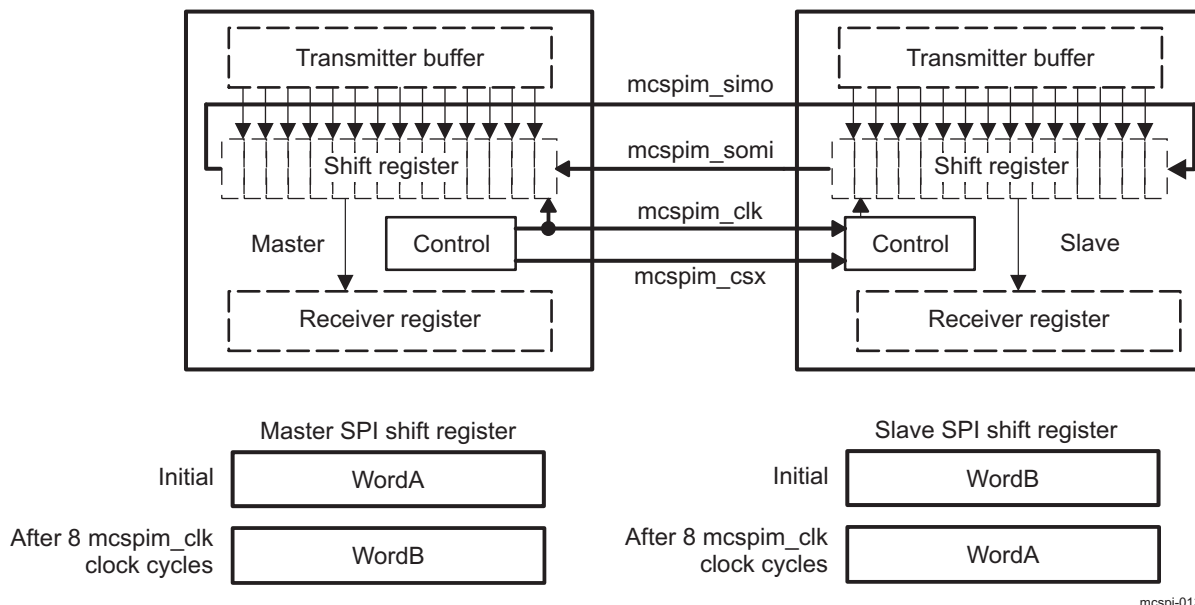 Transmitter buffer
Transmitter buffer
mcspim_simo
Shift register
mcspim_somi
Shift register
mcspim_clk
Master
Control
Control
Slave
mcspim_csx
Receiver register
Receiver register
Master SPI shift register
Slave SPI shift register
Initial
WordA
Initial
WordB
After 8 mcspim_clk
clock cycles
WordB
After 8 mcspim_clk
clock cycles
WordA